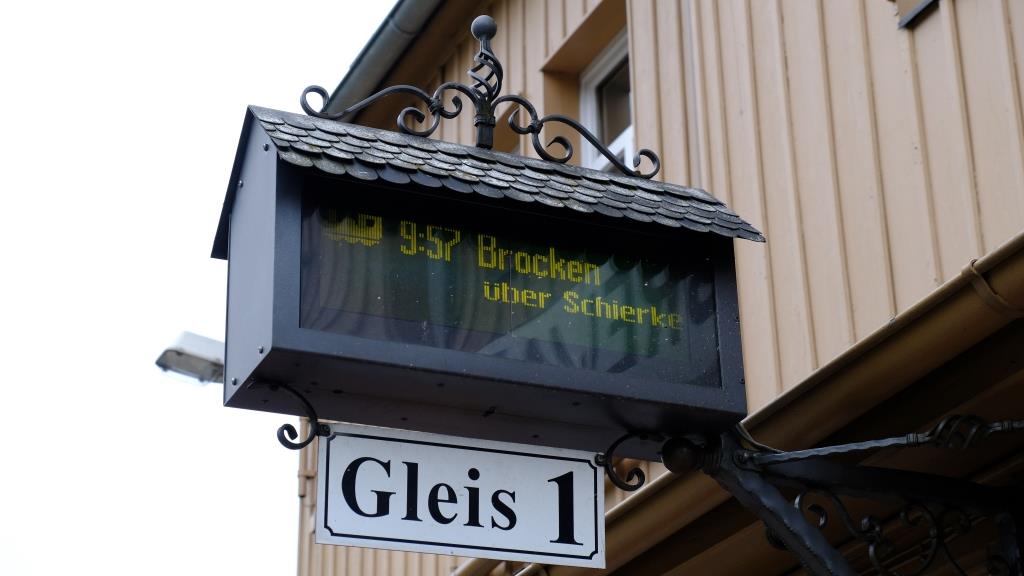 9:57 Brocken
über Schierke
Gleis 1